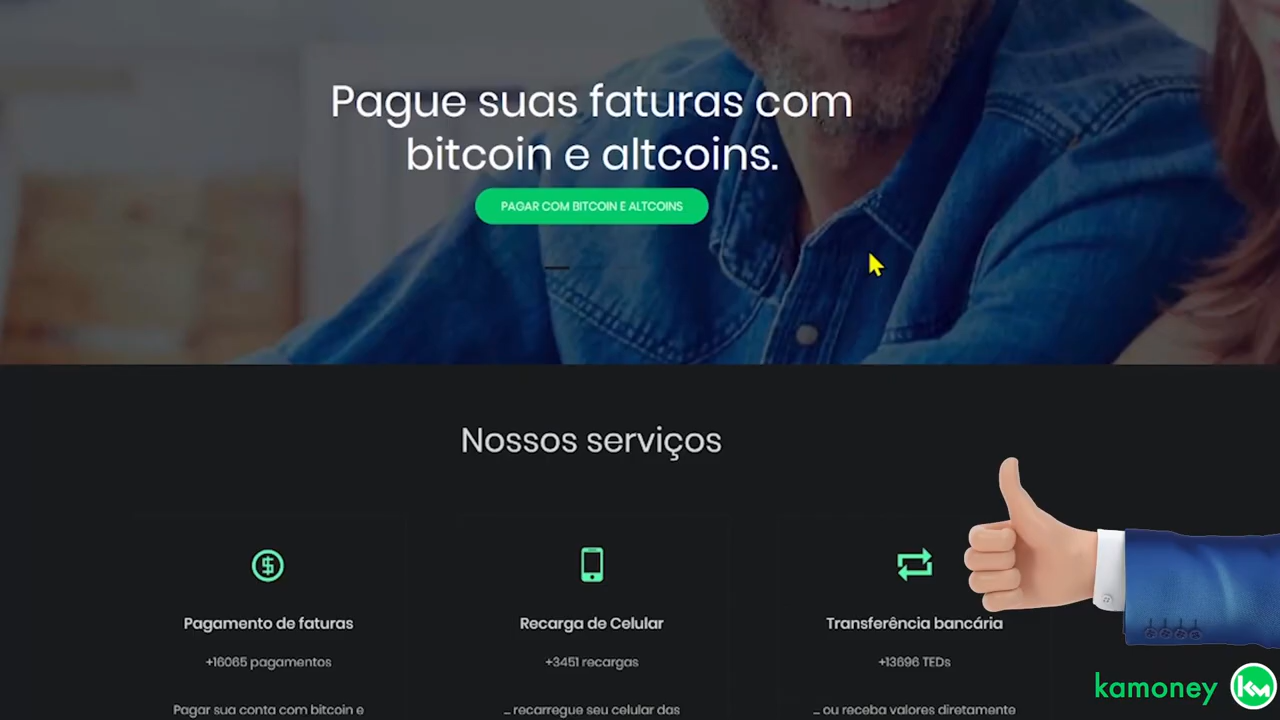 Pague suas faturas com
bitcoin e altcoins.
PAGAR COM BITCOIN E ALTCOINS
Nossos serviços
Pagamento de faturas
+16065 pagamentos
Pagar sua conta com bitcoin e
Recarga de Celular
+3451 recargas
... recarregue seu celular das
Transferência bancária
+13696 TEDs
... ou receba valores diretamente
kamoney
km